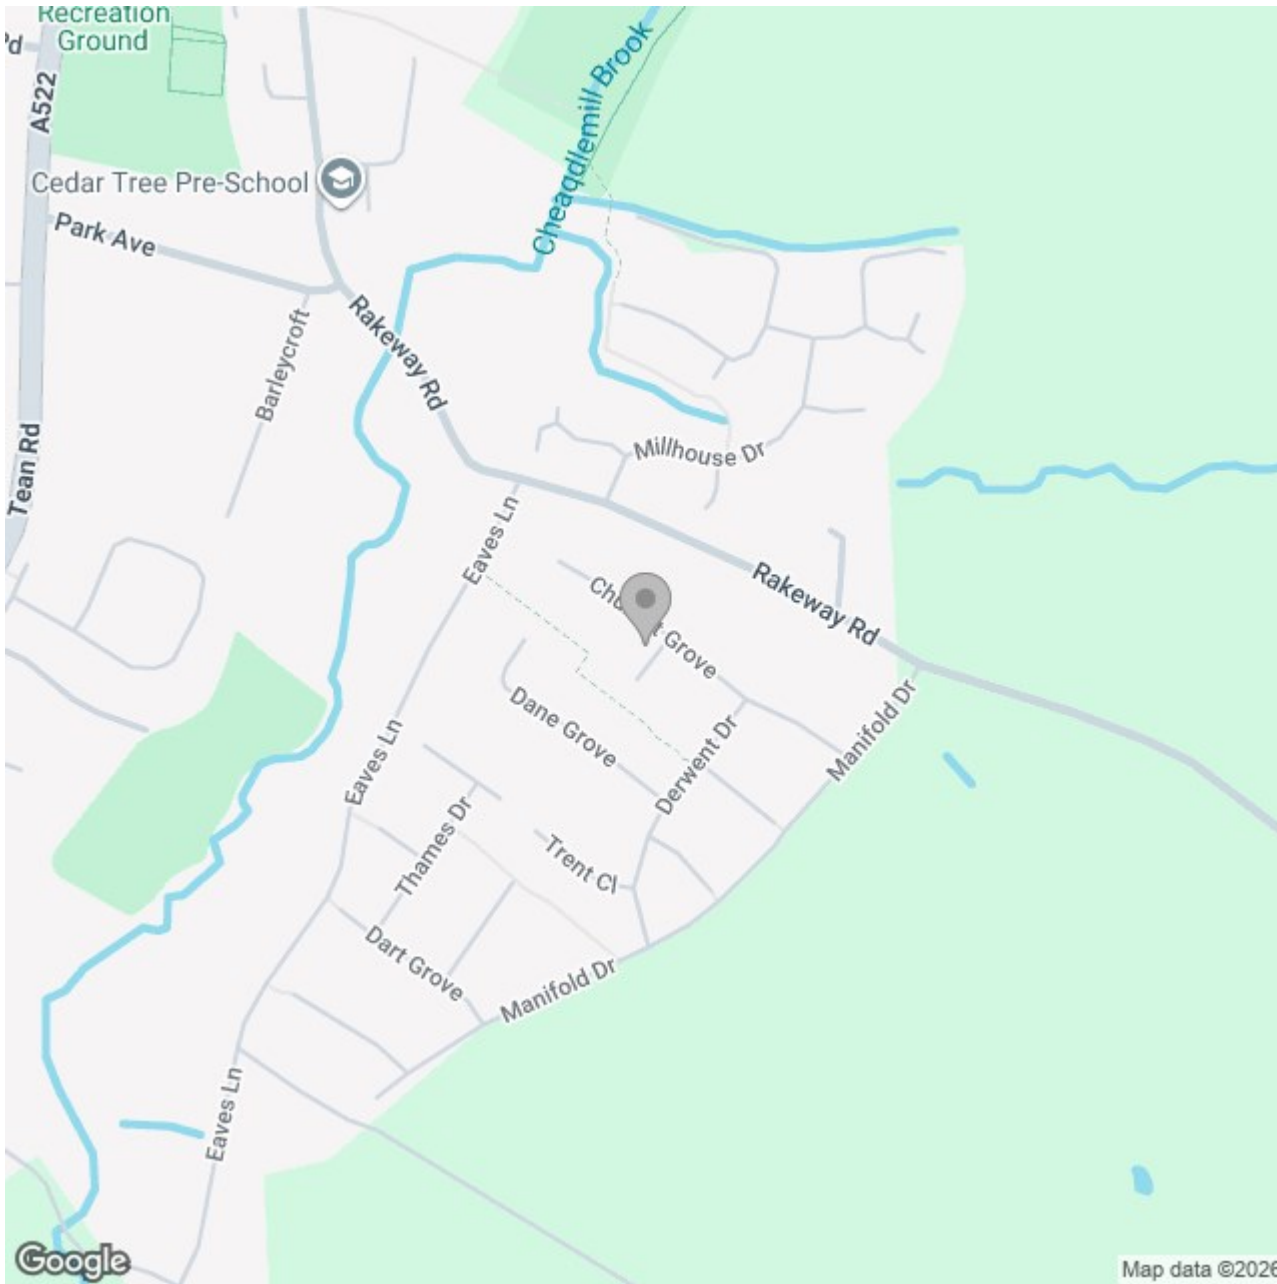 Recreation
Ground
Rd
A522
Cheaqdlemill Brook
Cedar Tree Pre-School
Park Ave
Rakeway Rd
Barleycroft
Tean Rd
Millhouse Dr
Eaves Ln
Rakeway Rd
Grove
Manifold Dr
Dane Grove
Derwent Dr
Eaves Ln
Thames Dr
Trent Cl
Dart Grove
Manifold Dr
Eaves Ln
Google
Map data ©2026